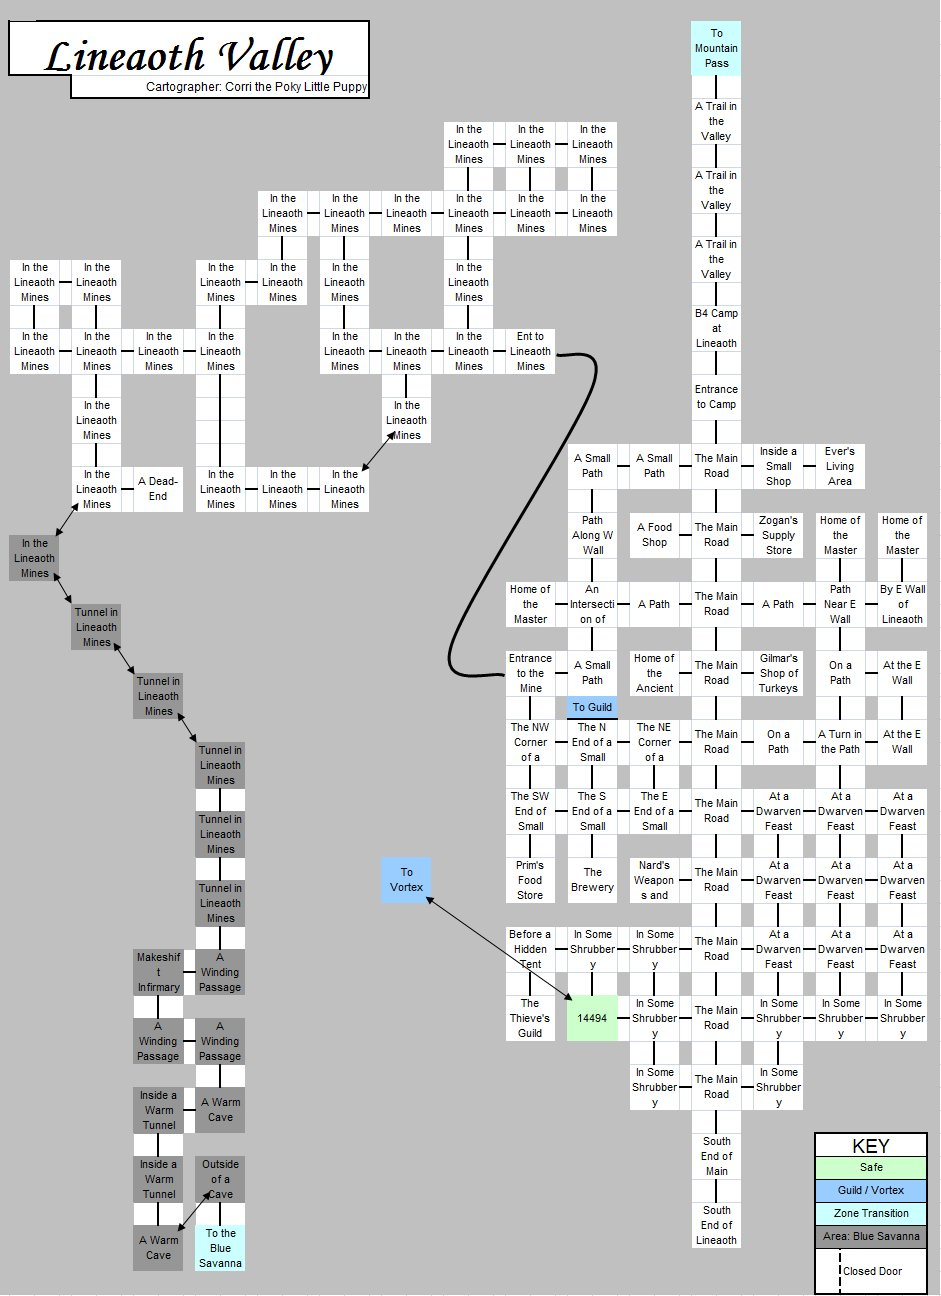 Lineaoth Valley
Cartographer: Corri the Poky Little Puppy
To
Mountain
Pass
A Trail in
the
Valley
In the
Lineaoth
Mines
In the
Lineaoth
Mines
In the
Lineaoth
Mines
A Trail in
the
Valley
In the
Lineaoth
Mines
In the
Lineaoth
Mines
In the
Lineaoth
Mines
In the
Lineaoth
Mines
In the
Lineaoth
Mines
In the
Lineaoth
Mines
A Trail in
the
Valley
In the
Lineaoth
Mines
In the
Lineaoth
Mines
In the
Lineaoth
Mines
In the
Lineaoth
Mines
In the
Lineaoth
Mines
In the
Lineaoth
Mines
B4 Camp
at
Lineaoth
In the
Lineaoth
Mines
In the
Lineaoth
Mines
In the
Lineaoth
Mines
In the
Lineaoth
Mines
In the
Lineaoth
Mines
In the
Lineaoth
Mines
In the
Lineaoth
Mines
Ent to
Lineaoth
Mines
Entrance
to Camp
In the
Lineaoth
Mines
In the
Lineaoth
Mines
A Small
Path
A Small
Path
The Main
Road
Inside a
Small
Shop
Ever's
Living
Area
In the
Lineaoth
Mines
A Dead-
End
In the
Lineaoth
Mines
In the
Lineaoth
Mines
In the
Lineaoth
Mines
Path
Along W
Wall
A Food
Shop
The Main
Road
Zogan's
Supply
Store
Home of
the
Master
Home of
the
Master
In the
Lineaoth
Mines
Home of
the
Master
An
Intersecti
on of
A Path
The Main
Road
A Path
Path
Near E
Wall
By E Wall
of
Lineaoth
Tunnel in
Lineaoth
Mines
Entrance
to the
Mine
A Small
Path
Home of
the
Ancient
The Main
Road
Gilmar's
Shop of
Turkeys
On a
Path
At the E
Wall
Tunnel in
Lineaoth
Mines
To Guild
The NW
Corner
of a
The N
End of a
Small
The NE
Corner
of a
The Main
Road
On a
Path
A Turn in
the Path
At the E
Wall
Tunnel in
Lineaoth
Mines
The SW
End of
Small
The S
End of a
Small
The E
End of a
Small
The Main
Road
At a
Dwarven
Feast
At a
Dwarven
Feast
At a
Dwarven
Feast
Tunnel in
Lineaoth
Mines
To
Vortex
Prim's
Food
Store
The
Brewery
Nard's
Weapon
s and
The Main
Road
At a
Dwarven
Feast
At a
Dwarven
Feast
At a
Dwarven
Feast
Tunnel in
Lineaoth
Mines
Before a
Hidden
Tent
In Some
Shrubber
y
In Some
Shrubber
y
The Main
Road
At a
Dwarven
Feast
At a
Dwarven
Feast
At a
Dwarven
Feast
Makeshif
t
Infirmary
A
Winding
Passage
The
Thieve's
Guild
14494
In Some
Shrubber
y
The Main
Road
In Some
Shrubber
y
In Some
Shrubber
y
In Some
Shrubber
y
A
Winding
Passage
A
Winding
Passage
In Some
Shrubber
y
The Main
Road
In Some
Shrubber
y
Inside a
Warm
Tunnel
A Warm
Cave
South
End of
Main
Inside a
Warm
Tunnel
Outside
of a
Cave
South
End of
Lineaoth
A Warm
Cave
To the
Blue
Savanna
KEY
Safe
Guild / Vortex
Zone Transition
Area: Blue Savanna
Closed Door